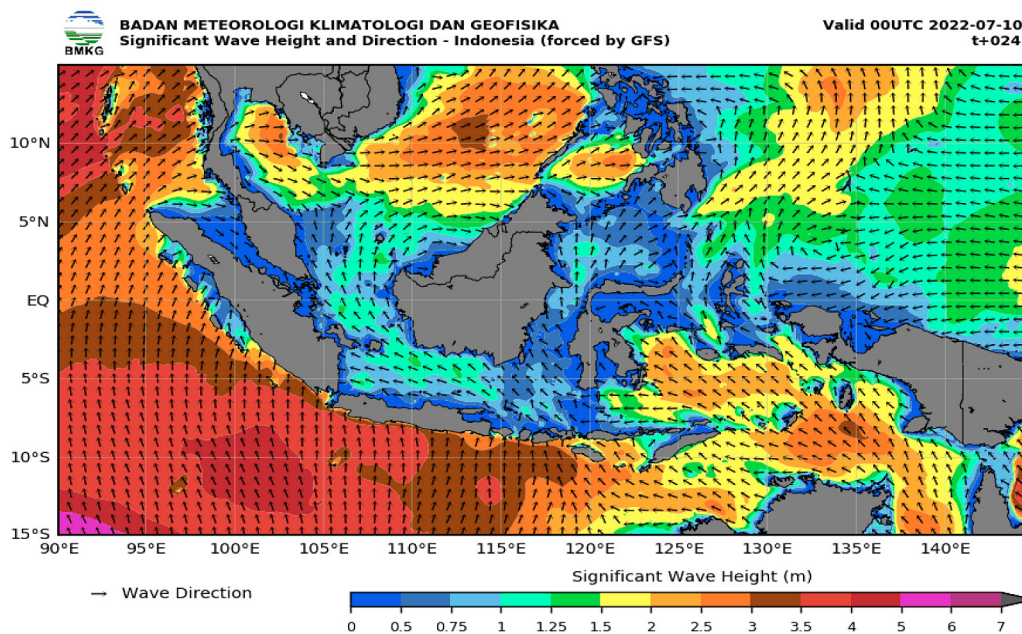 BMKG
BADAN METEOROLOGI KLIMATOLOGI DAN GEOFISIKA
Significant Wave Height and Direction - Indonesia (forced by GFS)
Valid 00UTC 2022-07-10
t+024
10°N
5°N
EQ
5°S
10°S
15°S
90°E 95°E 100°E 105°E 110°E 115°E 120°E 125°E 130°E 135°E 140°E
Wave Direction
Significant Wave Height (m)
0 0.5 0.75 1 1.25 1.5 2 2.5 3 3.5 4 5 6 7